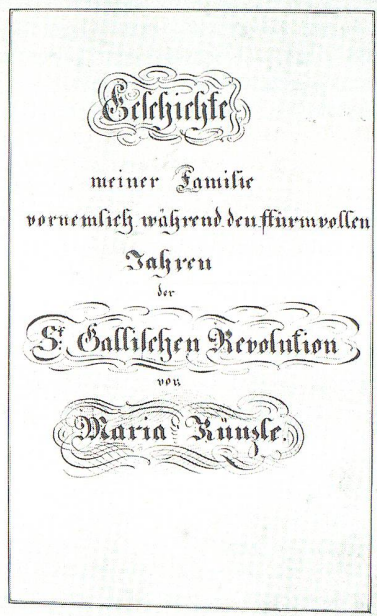 Geschichte
meiner Familie
vornemlich während den stürmvollen
Jahren
der
St. Gallischen Revolution
von
Maria Künzle.